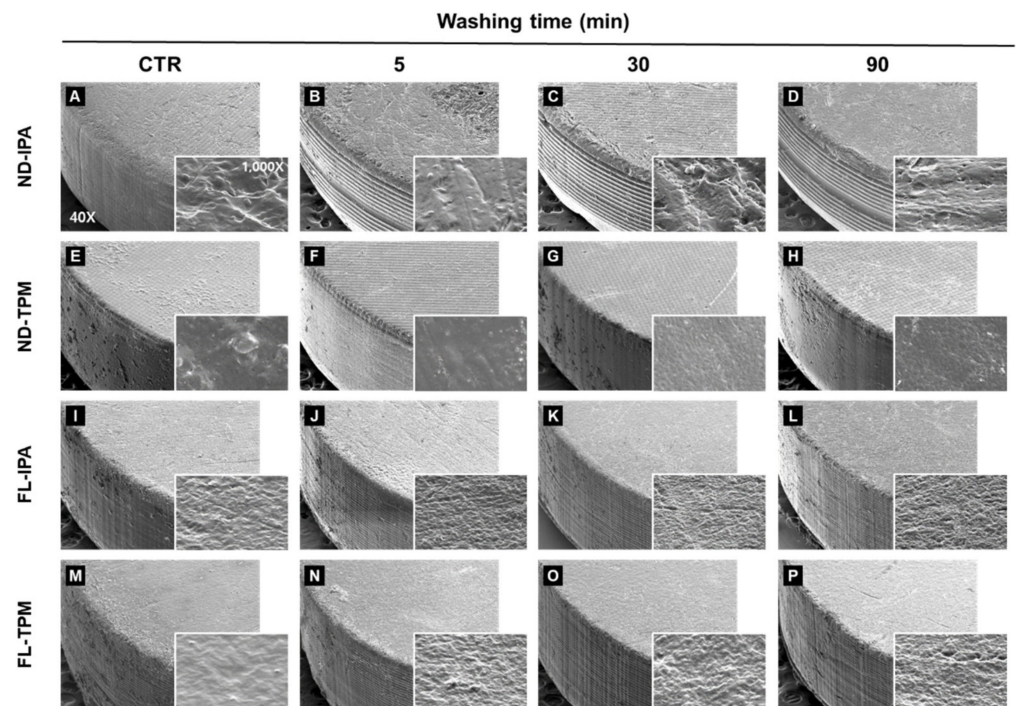 Washing time (min)
CTR 5 30 90
ND-IPA
A B C D
1,000X
40X
ND-TPM
E F G H
FL-IPA
I J K L
FL-TPM
M N O P